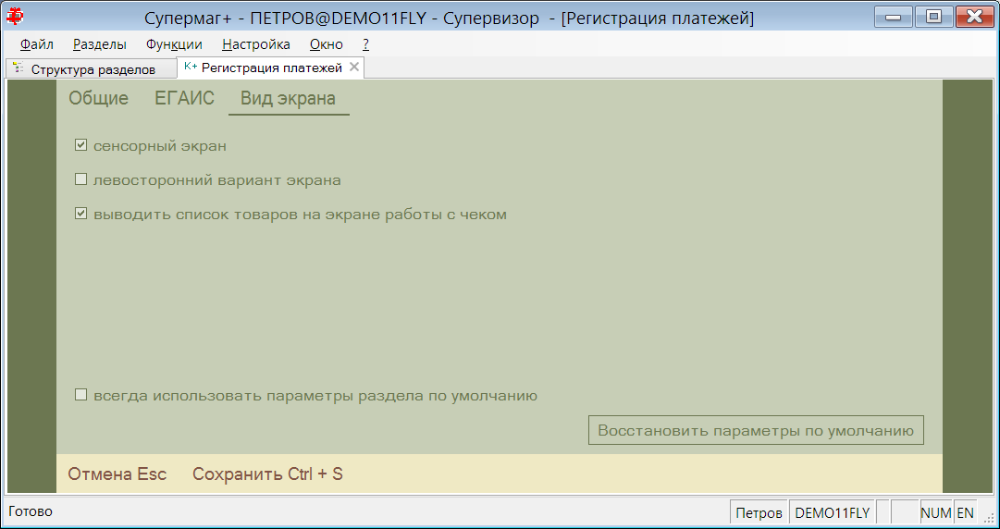 Супермаг+ - ПЕТРОВ@DEMO11FLY - Супервизор - [Регистрация платежей]
Файл Разделы Функции Настройка Окно ?
Структура разделов K+ Регистрация платежей
Общие ЕГАИС Вид экрана
сенсорный экран
левосторонний вариант экрана
выводить список товаров на экране работы с чеком
всегда использовать параметры раздела по умолчанию
Восстановить параметры по умолчанию
Отмена Esc Сохранить Ctrl + S
Готово Петров DEMO11FLY NUM EN